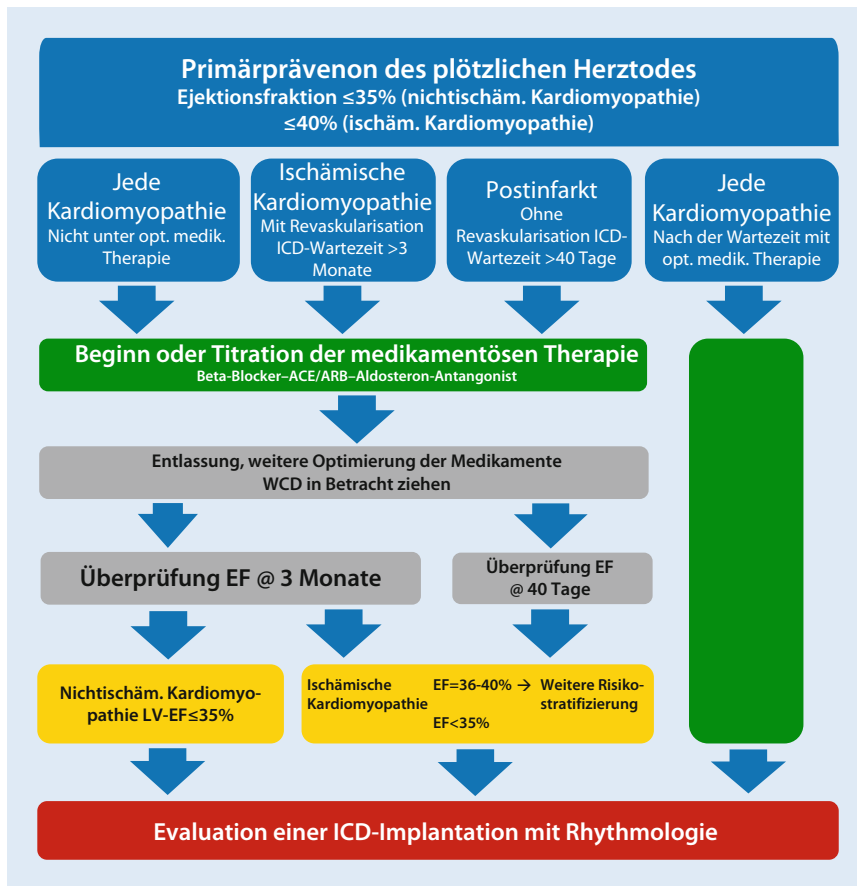 Primärprävenon des plötzlichen Herztodes
Ejektionsfraktion ≤35% (nichtischäm. Kardiomyopathie)
≤40% (ischäm. Kardiomyopathie)
Jede
Kardiomyopathie
Nicht unter opt. medik.
Therapie
Ischämische
Kardiomyopathie
Mit Revaskularisation
ICD-Wartezeit >3
Monate
Postinfarkt
Ohne
Revaskularisation ICD-
Wartezeit >40 Tage
Jede
Kardiomyopathie
Nach der Wartezeit mit
opt. medik. Therapie
Beginn oder Titration der medikamentösen Therapie
Beta-Blocker–ACE/ARB–Aldosteron-Antangonist
Entlassung, weitere Optimierung der Medikamente
WCD in Betracht ziehen
Überprüfung EF @ 3 Monate
Überprüfung EF
@ 40 Tage
Nichtischäm. Kardiomyo-
pathie LV-EF≤35%
Ischämische EF=36-40% → Weitere Risiko-
Kardiomyopathie stratifizierung
EF<35%
Evaluation einer ICD-Implantation mit Rhythmologie